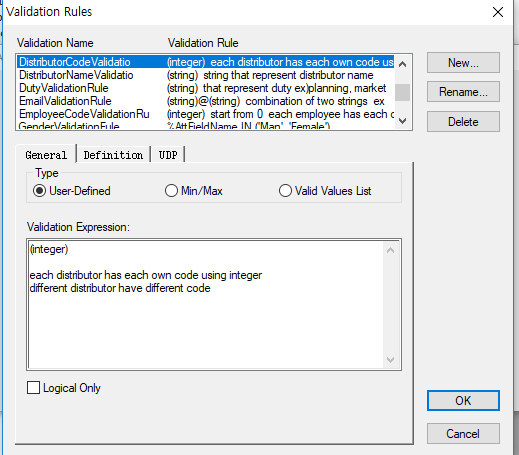 Validation Rules
Validation Name Validation Rule
DistributorCodeValidatio (integer) each distributor has each own code us
DistributorNameValidatio (string) string that represent distributor name
DutyValidationRule (string) that represent duty ex)planning, market
EmailValidationRule (string)@(string) combination of two strings ex
EmployeeCodeValidationRu (integer) start from 0 each employee has each c
GenderValidationRule %AttFieldName IN ('Man', 'Female')
New...
Rename...
Delete
General Definition UDP
Type
User-Defined Min/Max Valid Values List
Validation Expression:
(integer)
each distributor has each own code using integer
different distributor have different code
Logical Only
OK
Cancel